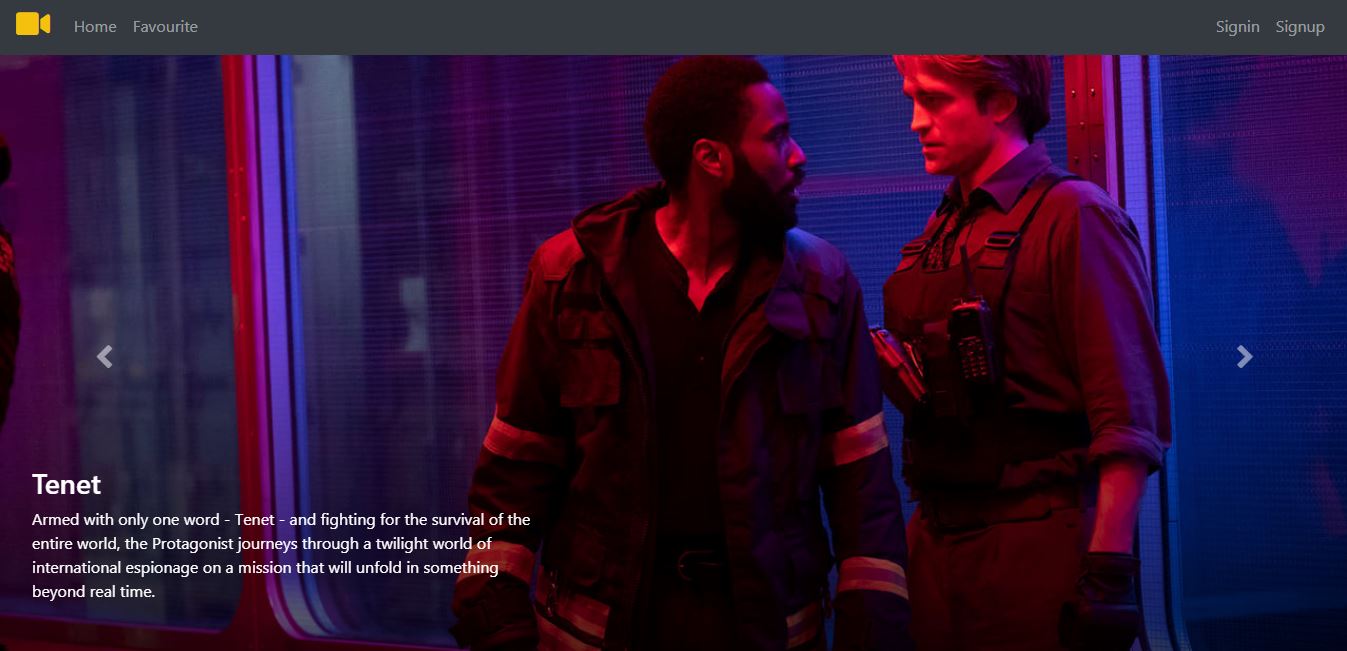 Home Favourite Signin Signup
Tenet
Armed with only one word - Tenet - and fighting for the survival of the
entire world, the Protagonist journeys through a twilight world of
international espionage on a mission that will unfold in something
beyond real time.